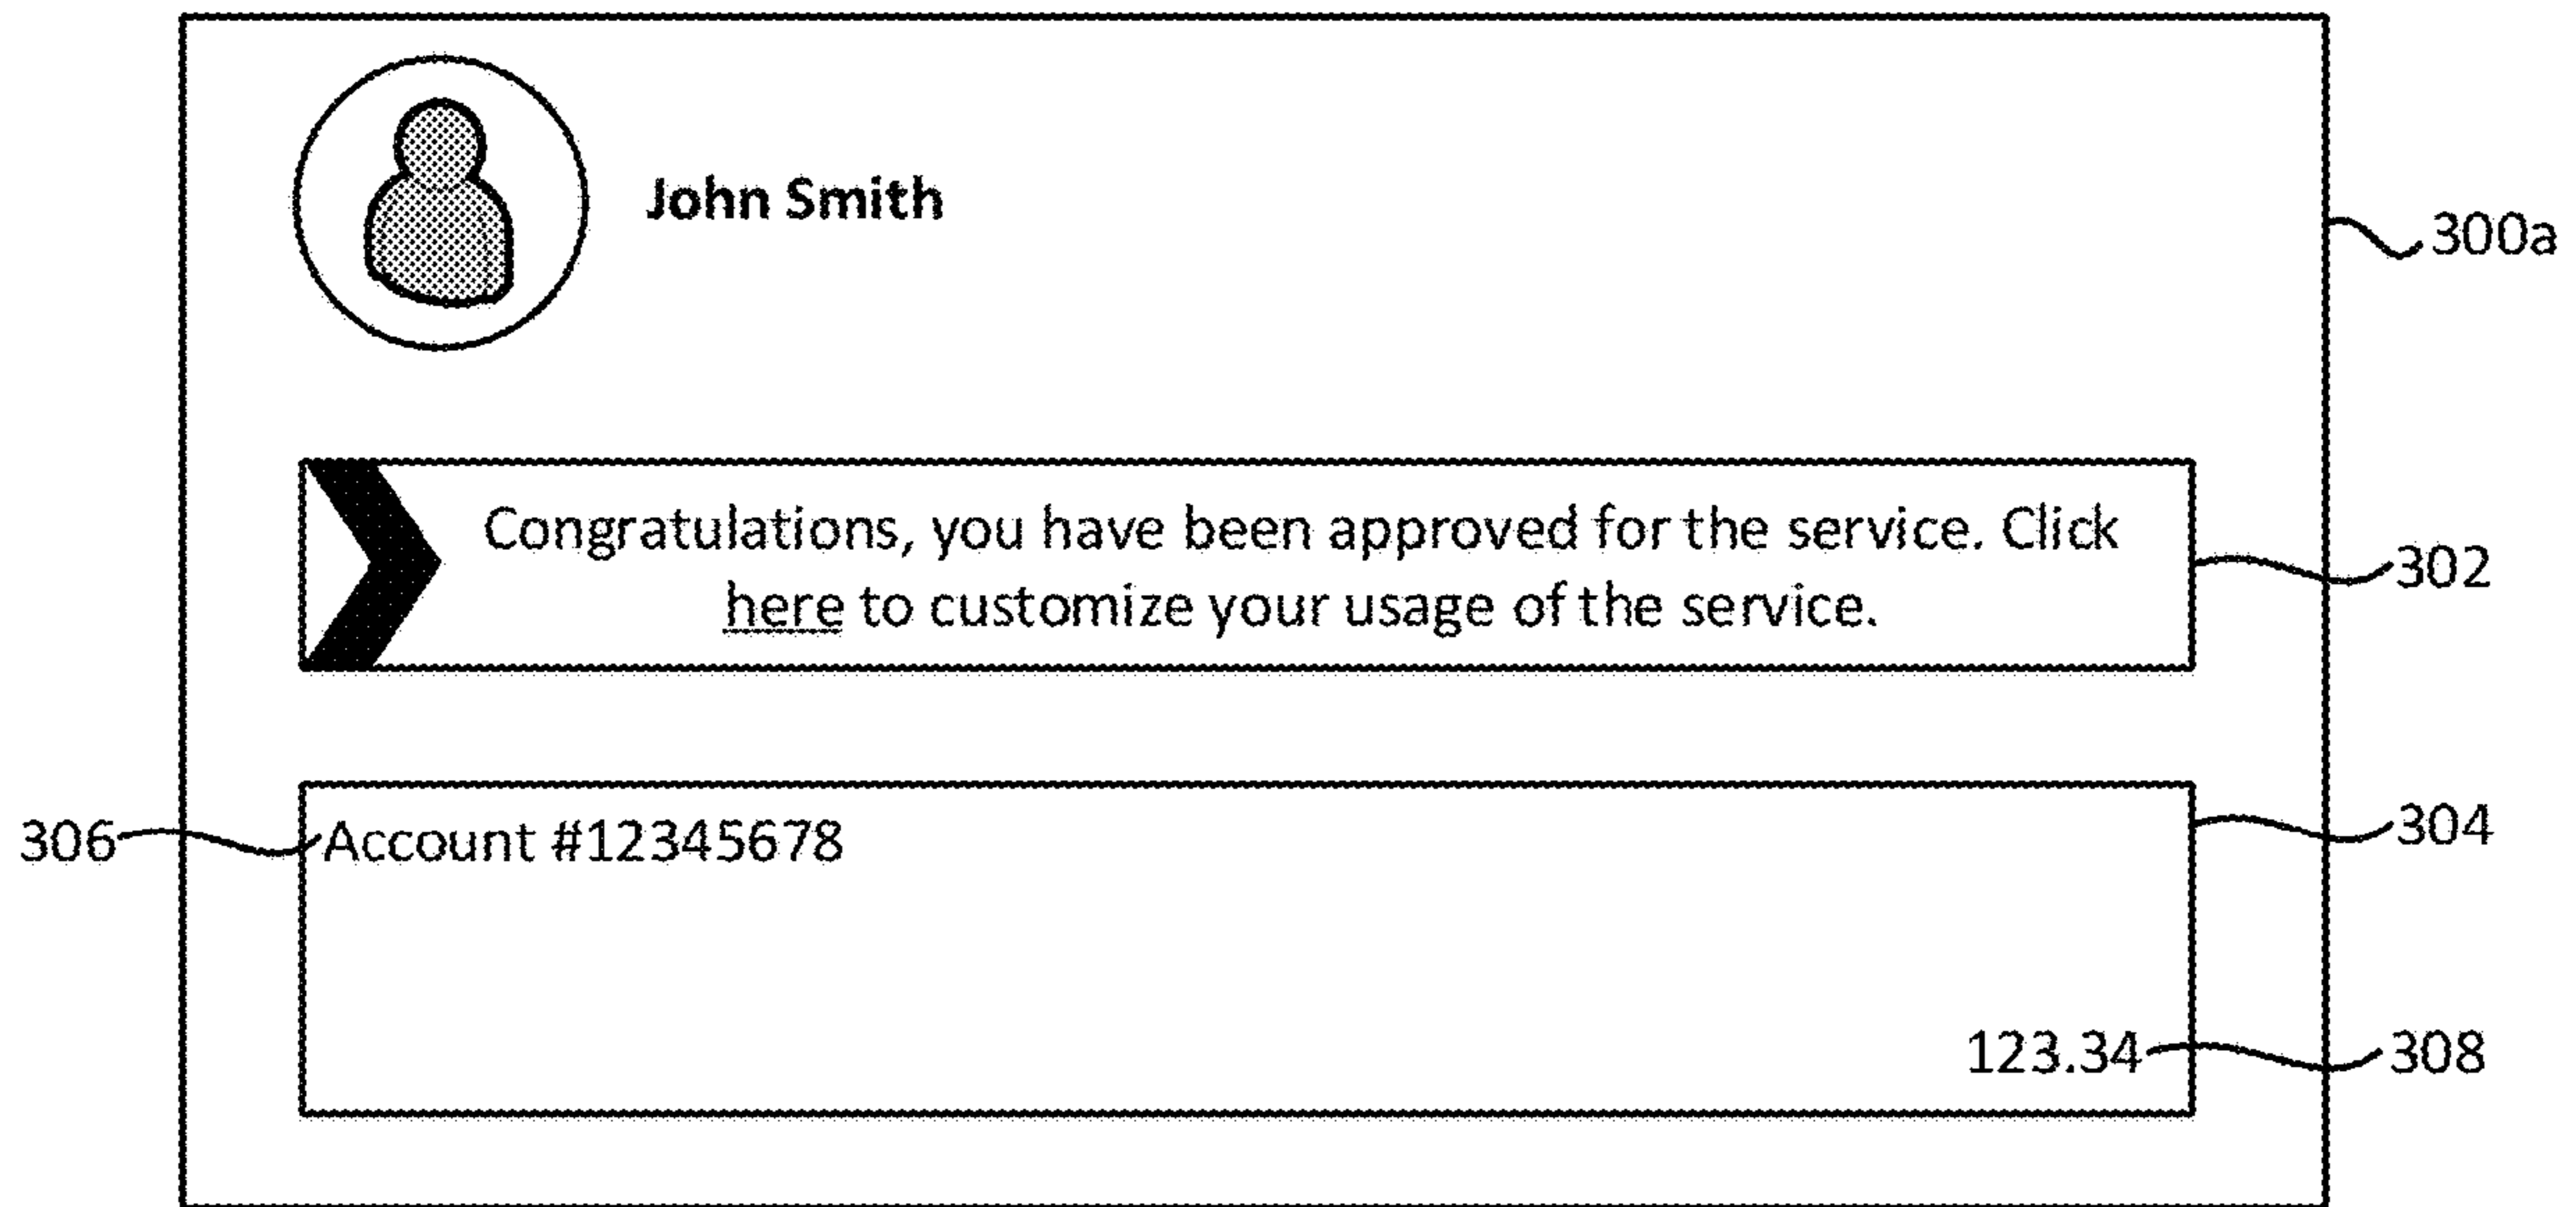 John Smith
300a
Congratulations, you have been approved for the service. Click
here to customize your usage of the service.
302
306
Account #12345678
304
123.34
308